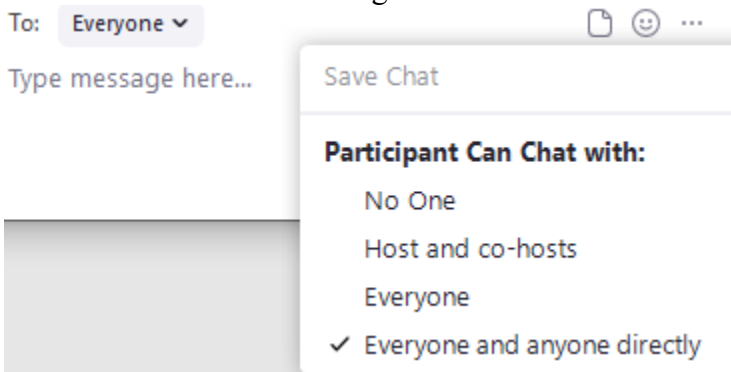 To: Everyone
Type message here...
Save Chat
Participant Can Chat with:
No One
Host and co-hosts
Everyone
Everyone and anyone directly